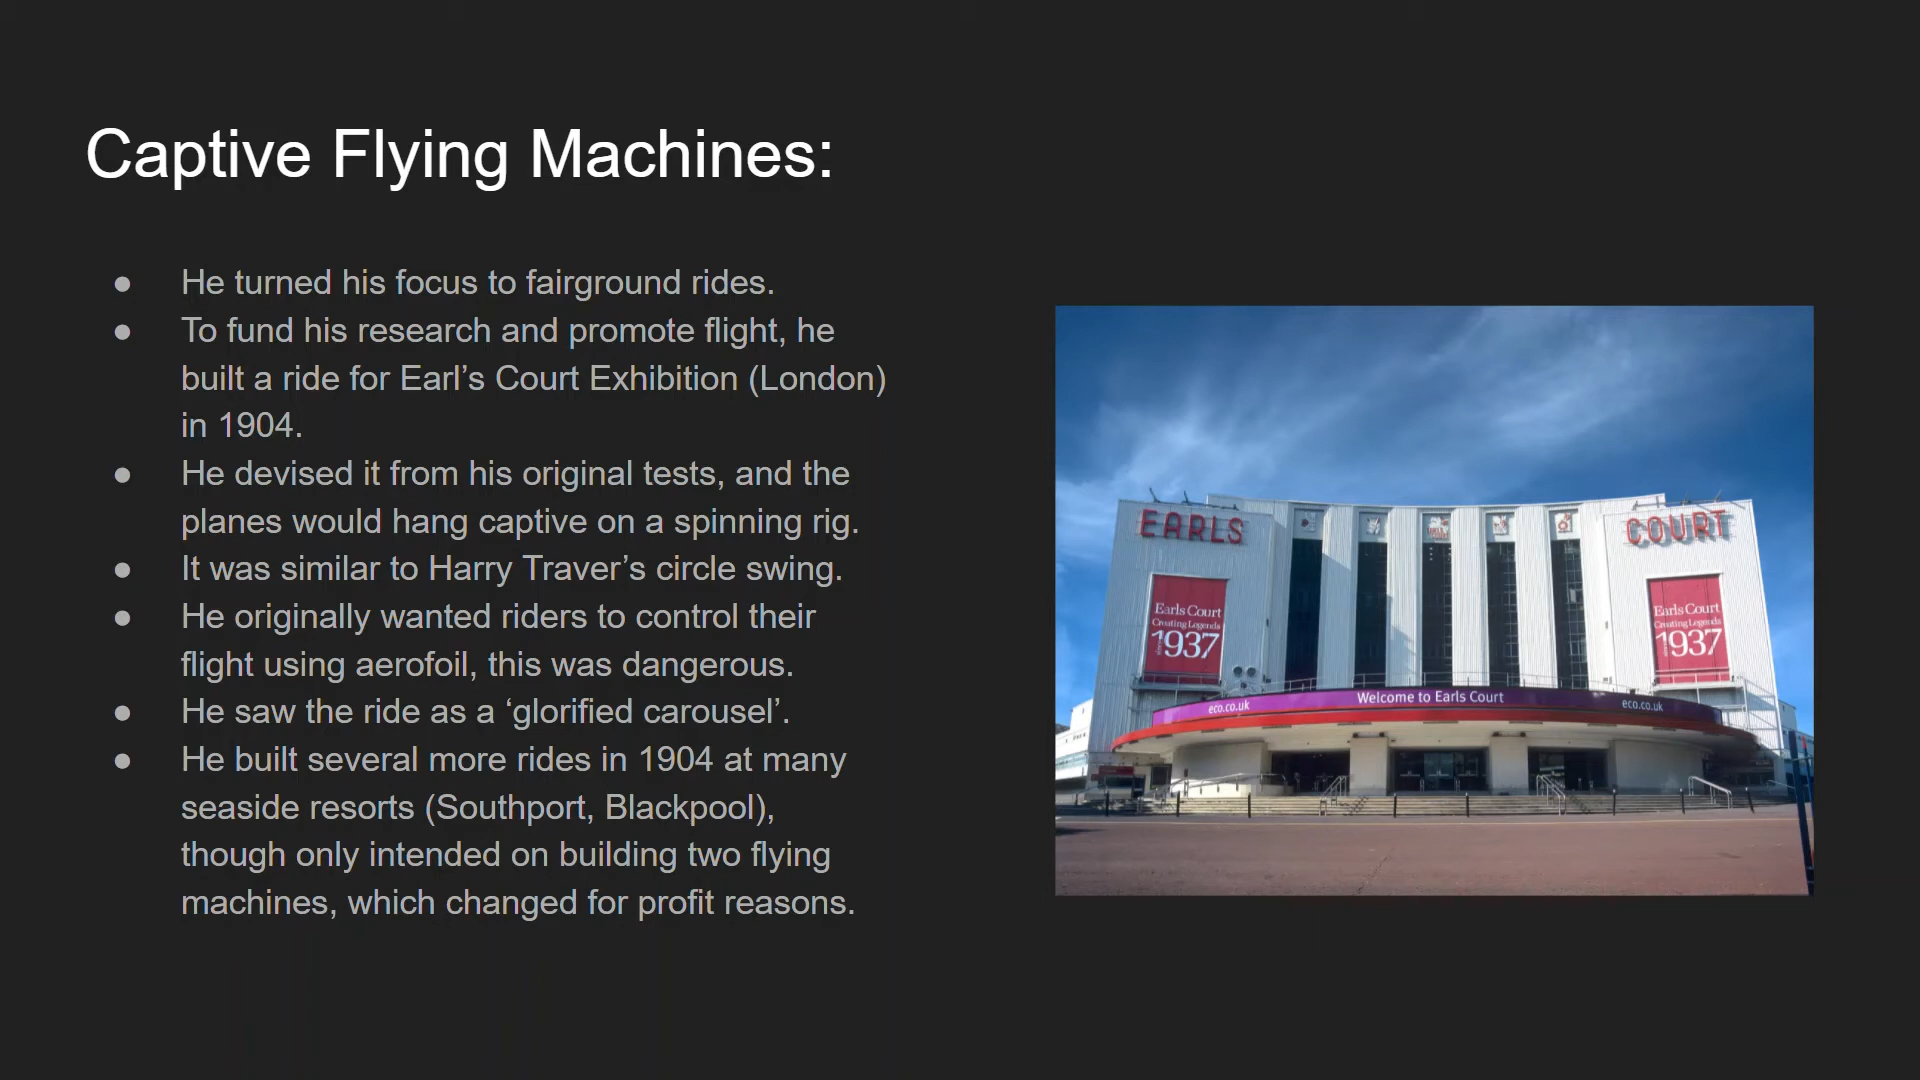 Captive Flying Machines:
● He turned his focus to fairground rides.
● To fund his research and promote flight, he
built a ride for Earl’s Court Exhibition (London)
in 1904.
● He devised it from his original tests, and the
planes would hang captive on a spinning rig.
● It was similar to Harry Traver’s circle swing.
● He originally wanted riders to control their
flight using aerofoil, this was dangerous.
● He saw the ride as a ‘glorified carousel’.
● He built several more rides in 1904 at many
seaside resorts (Southport, Blackpool),
though only intended on building two flying
machines, which changed for profit reasons.
EARLS
COURT
Earls Court
Creating Legends
since 1937
Earls Court
Creating Legends
since 1937
eco.co.uk
Welcome to Earls Court
eco.co.uk